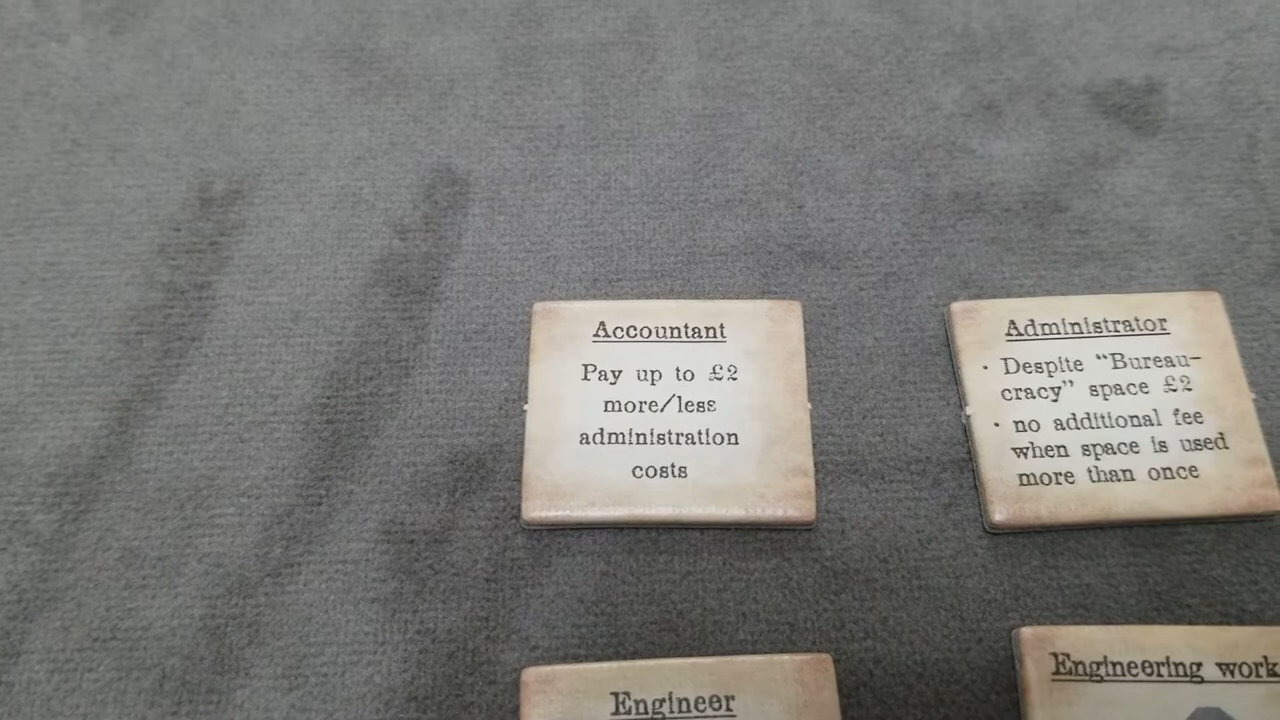 Accountant
Pay up to £2
more/less
administration
costs
Administrator
· Despite "Bureau-
cracy" space £2
· no additional fee
when space is used
more than once
Engineer
Engineering work